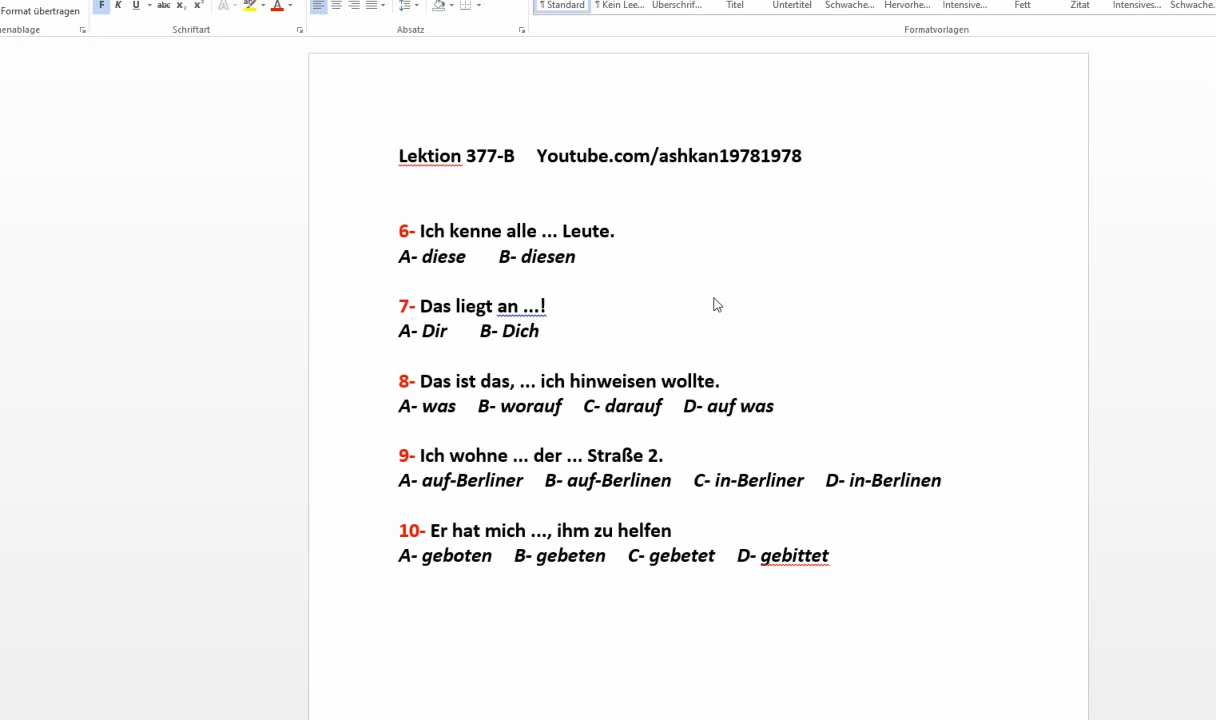 Format übertragen
F K U abc x, x² A A
¶ Standard ¶ Kein Lee... Überschrif... Titel Untertitel Schwache... Hervorhe... Intensive... Fett Zitat Intensives... Schwache
enablage Schriftart Absatz Formatvorlagen
Lektion 377-B Youtube.com/ashkan19781978
6- Ich kenne alle ... Leute.
A- diese B- diesen
7- Das liegt an ...!
A- Dir B- Dich
8- Das ist das, ... ich hinweisen wollte.
A- was B- worauf C- darauf D- auf was
9- Ich wohne ... der ... Straße 2.
A- auf-Berliner B- auf-Berlinen C- in-Berliner D- in-Berlinen
10- Er hat mich ..., ihm zu helfen
A- geboten B- gebeten C- gebetet D- gebittet